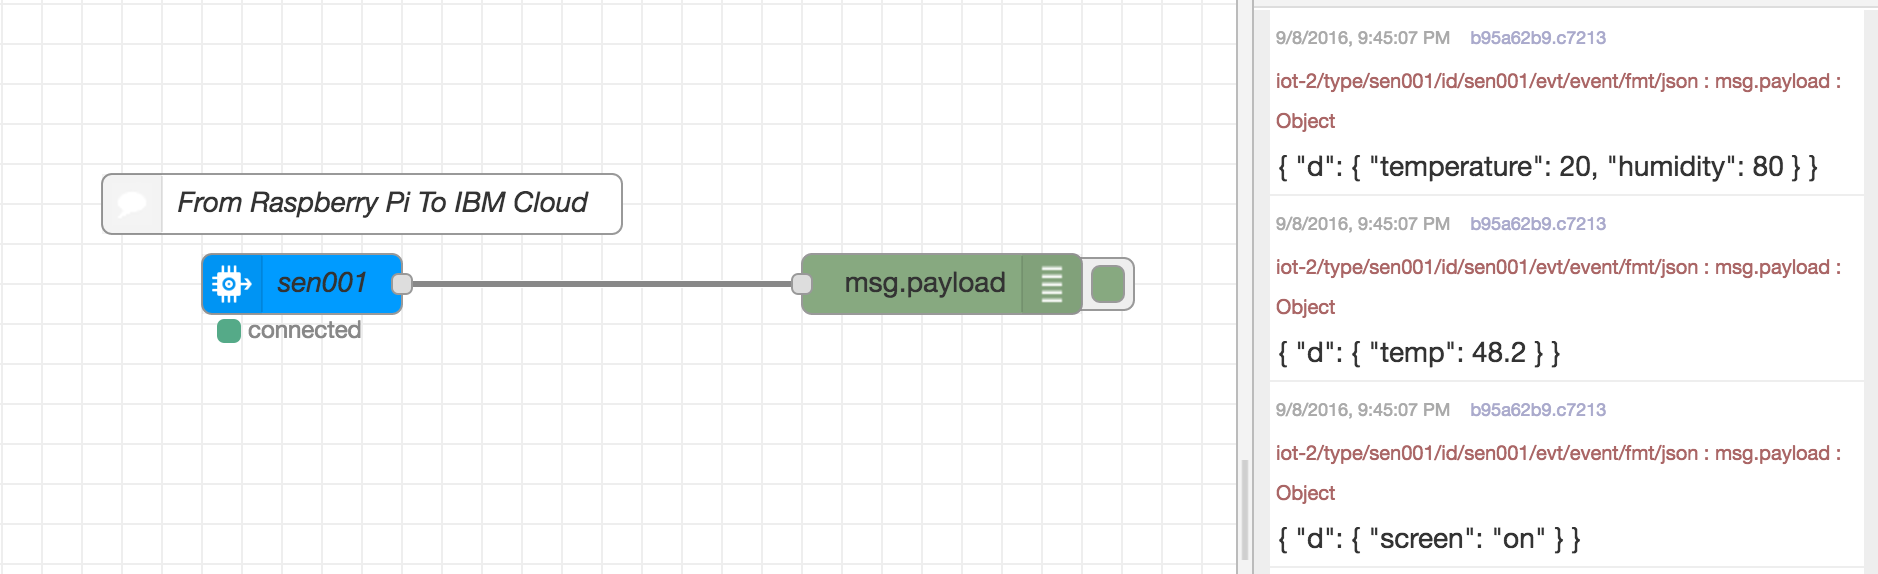 From Raspberry Pi To IBM Cloud
sen001
msg.payload
connected
9/8/2016, 9:45:07 PM b95a62b9.c7213
iot-2/type/sen001/id/sen001/evt/event/fmt/json : msg.payload :
Object
{ "d": { "temperature": 20, "humidity": 80 } }
9/8/2016, 9:45:07 PM b95a62b9.c7213
iot-2/type/sen001/id/sen001/evt/event/fmt/json : msg.payload :
Object
{ "d": { "temp": 48.2 } }
9/8/2016, 9:45:07 PM b95a62b9.c7213
iot-2/type/sen001/id/sen001/evt/event/fmt/json : msg.payload :
Object
{ "d": { "screen": "on" } }